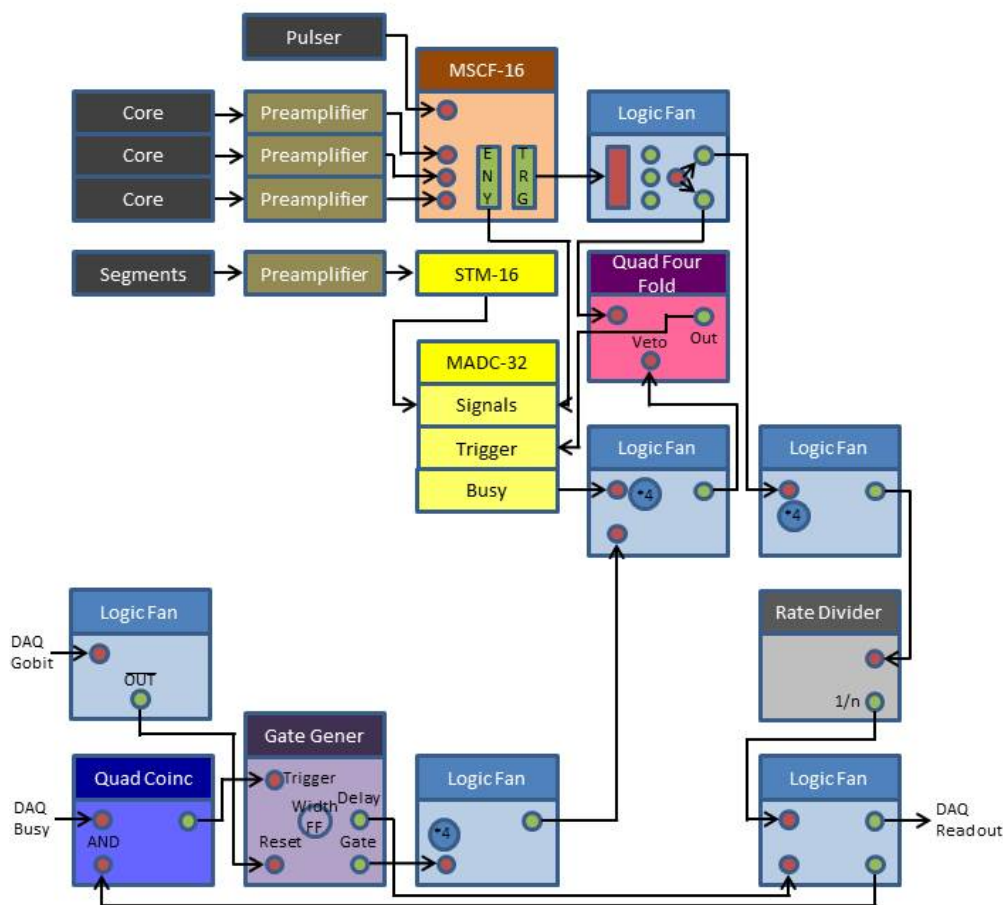 Pulser
MSCF-16
Core
Preamplifier
Logic Fan
Core
Preamplifier
ENY
TRG
Core
Preamplifier
Segments
Preamplifier
STM-16
Quad Four
Fold
Veto
Out
MADC-32
Signals
Trigger
Busy
Logic Fan
*4
Logic Fan
*4
Logic Fan
DAQ
Gobit
OUT
Rate Divider
1/n
Gate Gener
Trigger
Width
FF
Delay
Reset
Gate
Quad Coinc
DAQ
Busy
AND
Logic Fan
*4
Logic Fan
DAQ
Readout